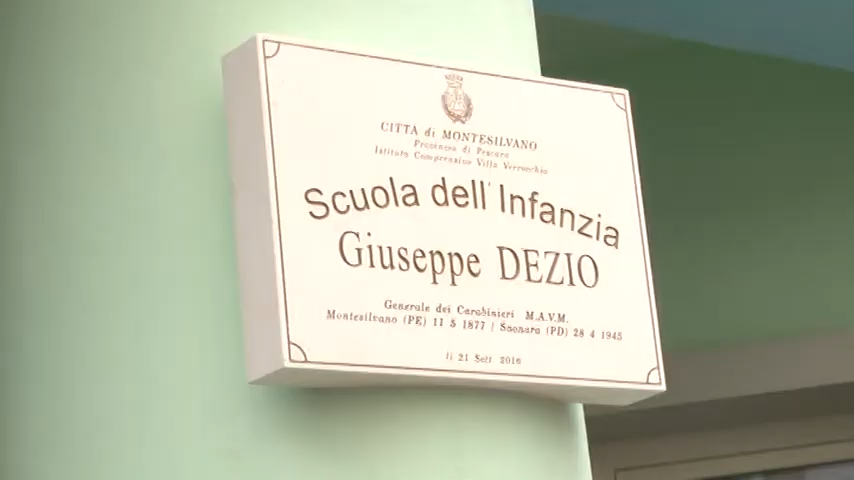 CITTA di MONTESILVANO
Provincia di Pescara
Istituto Comprensivo Villa Verrocchio
Scuola dell'Infanzia
Giuseppe DEZIO
Generale dei Carabinieri M.A.V.M.
Montesilvano (PE) 11 5 1877 / Saonara (PD) 28 4 1945
li 21 Sett 2016